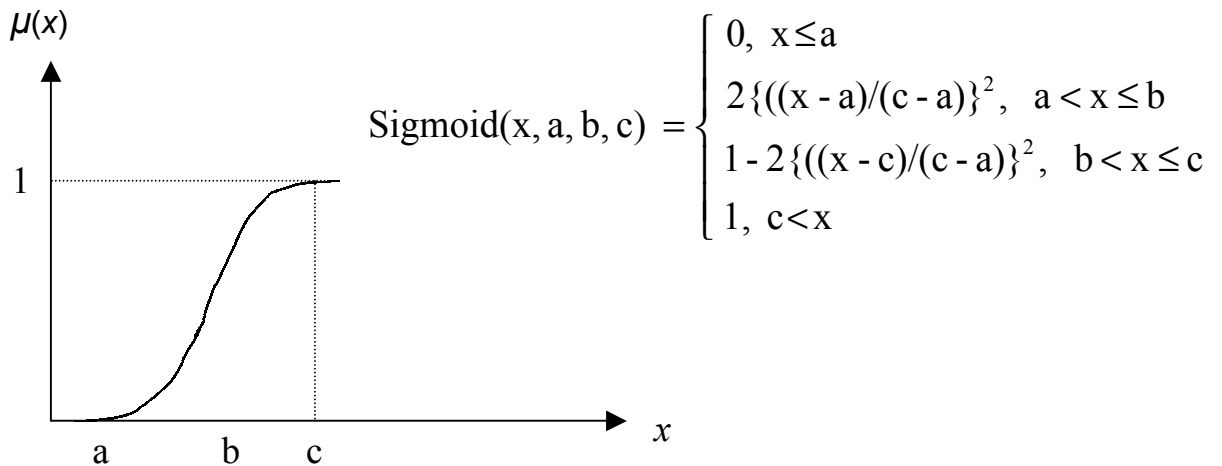 μ(x)
Sigmoid(x, a, b, c) =
0, x≤a
2{((x - a)/(c - a)}², a < x ≤ b
1 - 2{((x - c)/(c - a)}², b < x ≤ c
1, c<x
1
x
a b c